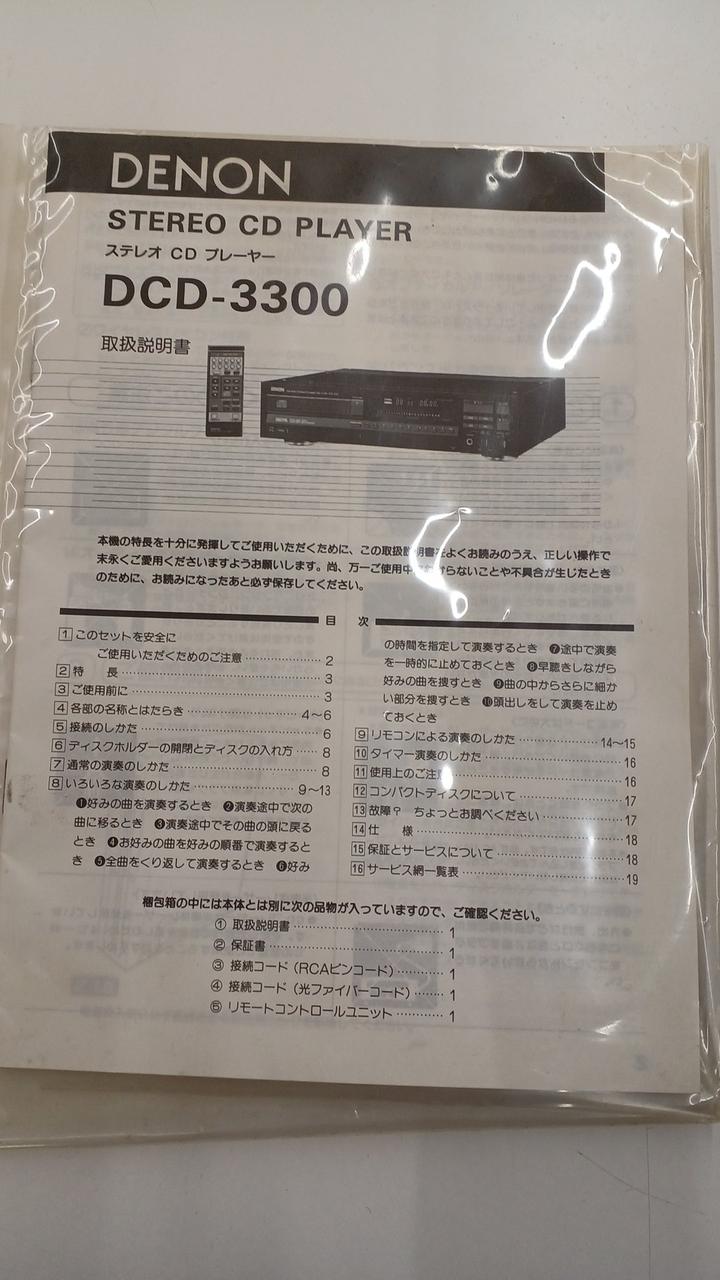 DENON
STEREO CD PLAYER
ステレオ CD プレーヤー
DCD-3300
取扱説明書
DENON
本機の特長を十分に発揮してご使用いただくために、この取扱説明書をよくお読みのうえ、正しい操作で
末永くご愛用くださいますようお願いします。尚、万一ご使用中 らないことや不具合が生じたとき
のために、お読みになったあと必ず保存してください。
目 次
1 このセットを安全に
ご使用いただくためのご注意 ………… 2
2 特 長 ………… 3
3 ご使用前に ………… 3
4 各部の名称とはたらき ………… 4〜6
5 接続のしかた ………… 6
6 ディスクホルダーの開閉とディスクの入れ方 …… 8
7 通常の演奏のしかた ………… 8
8 いろいろな演奏のしかた ………… 9〜13
❶好みの曲を演奏するとき ❷演奏途中で次の
曲に移るとき ❸演奏途中でその曲の頭に戻る
とき ❹お好みの曲を好みの順番で演奏すると
き ❺全曲をくり返して演奏するとき ❻好み
の時間を指定して演奏するとき ❼途中で演奏
を一時的に止めておくとき ❽早聴きしながら
好みの曲を捜すとき ❾曲の中からさらに細か
い部分を捜すとき ❿頭出しをして演奏を止め
ておくとき
9 リモコンによる演奏のしかた ………… 14〜15
10 タイマー演奏のしかた ………… 16
11 使用上のご注意 ………… 16
12 コンパクトディスクについて ………… 17
13 故障? ちょっとお調べください ………… 17
14 仕 様 ………… 18
15 保証とサービスについて ………… 18
16 サービス網一覧表 ………… 19
梱包箱の中には本体とは別に次の品物が入っていますので、ご確認ください。
① 取扱説明書 ………… 1
② 保証書 ………… 1
③ 接続コード(RCAピンコード) ………… 1
④ 接続コード(光ファイバーコード) ……… 1
⑤ リモートコントロールユニット ………… 1